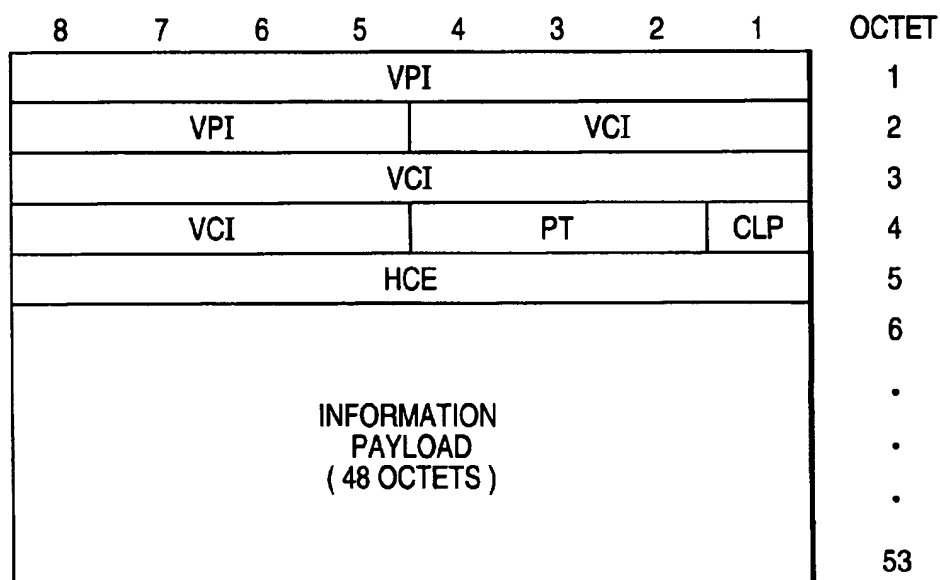 8 7 6 5 4 3 2 1 OCTET
VPI 1
VPI VCI 2
VCI 3
VCI PT CLP 4
HCE 5
6
INFORMATION
PAYLOAD
( 48 OCTETS )
53